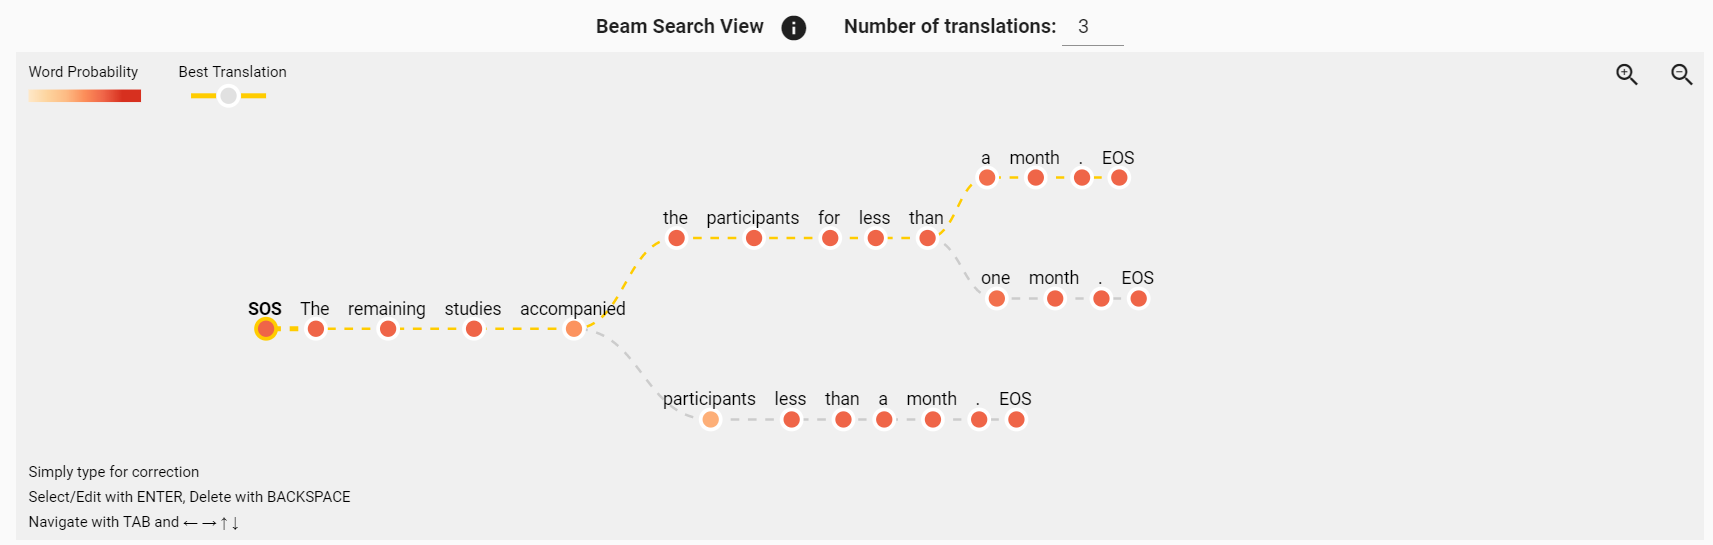 Beam Search View i Number of translations: 3
Word Probability Best Translation
a month . EOS
the participants for less than
one month . EOS
SOS The remaining studies accompanied
participants less than a month . EOS
Simply type for correction
Select/Edit with ENTER, Delete with BACKSPACE
Navigate with TAB and ←→↑↓